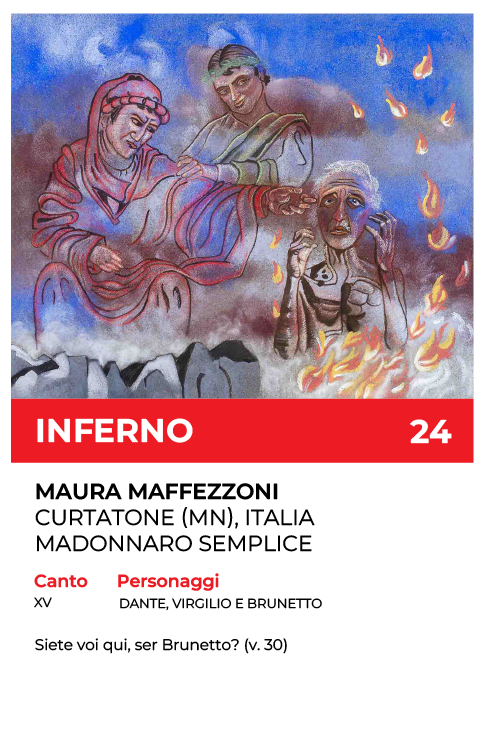 INFERNO 24
MAURA MAFFEZZONI
CURTATONE (MN), ITALIA
MADONNARO SEMPLICE
Canto Personaggi
XV DANTE, VIRGILIO E BRUNETTO
Siete voi qui, ser Brunetto? (v. 30)